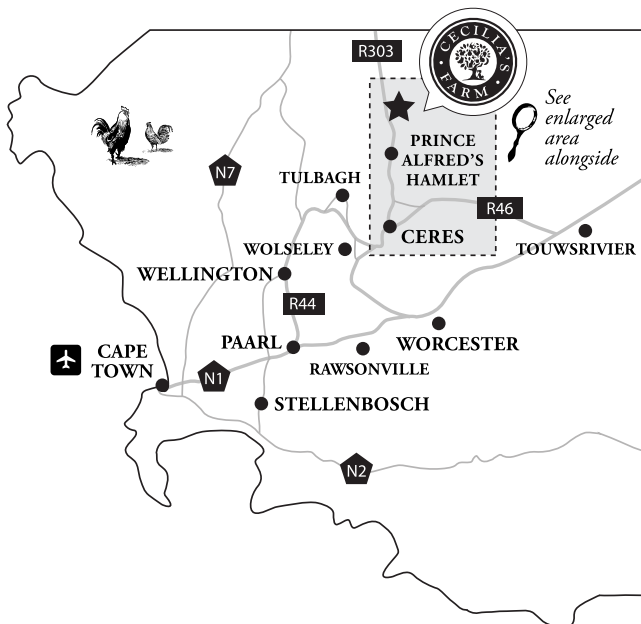 R303
CECILIA'S
FARM
See
enlarged
area
alongside
PRINCE
ALFRED'S
HAMLET
N7
TULBAGH
R46
CERES
WOLSELEY
TOUWSRIVIER
WELLINGTON
R44
PAARL
WORCESTER
CAPE
TOWN
RAWSONVILLE
N1
STELLENBOSCH
N2